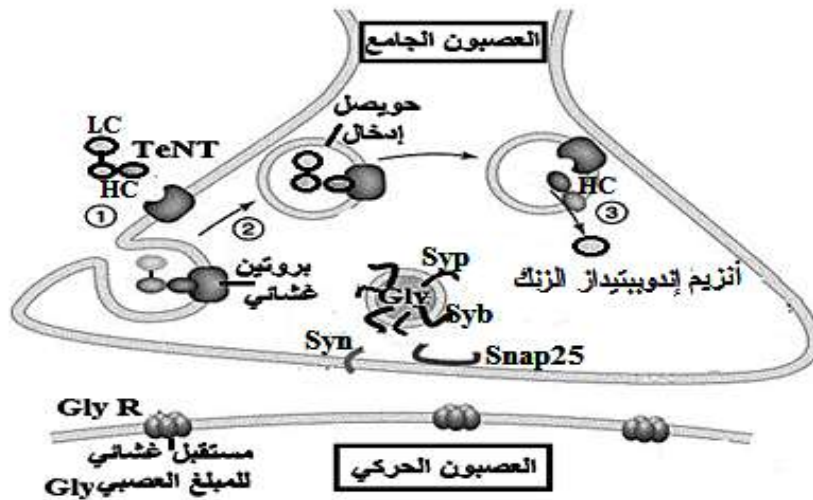 العصبون الجامع
حويصل
إدخال
LC
TeNT
HC
①
②
HC
③
أنزيم إندوببتيداز الزنك
بروتين
غشائي
Syp
Gly
Syb
Syn
Snap25
Gly R
مستقبل غشائي
للمبلغ العصبي Gly
العصبون الحركي